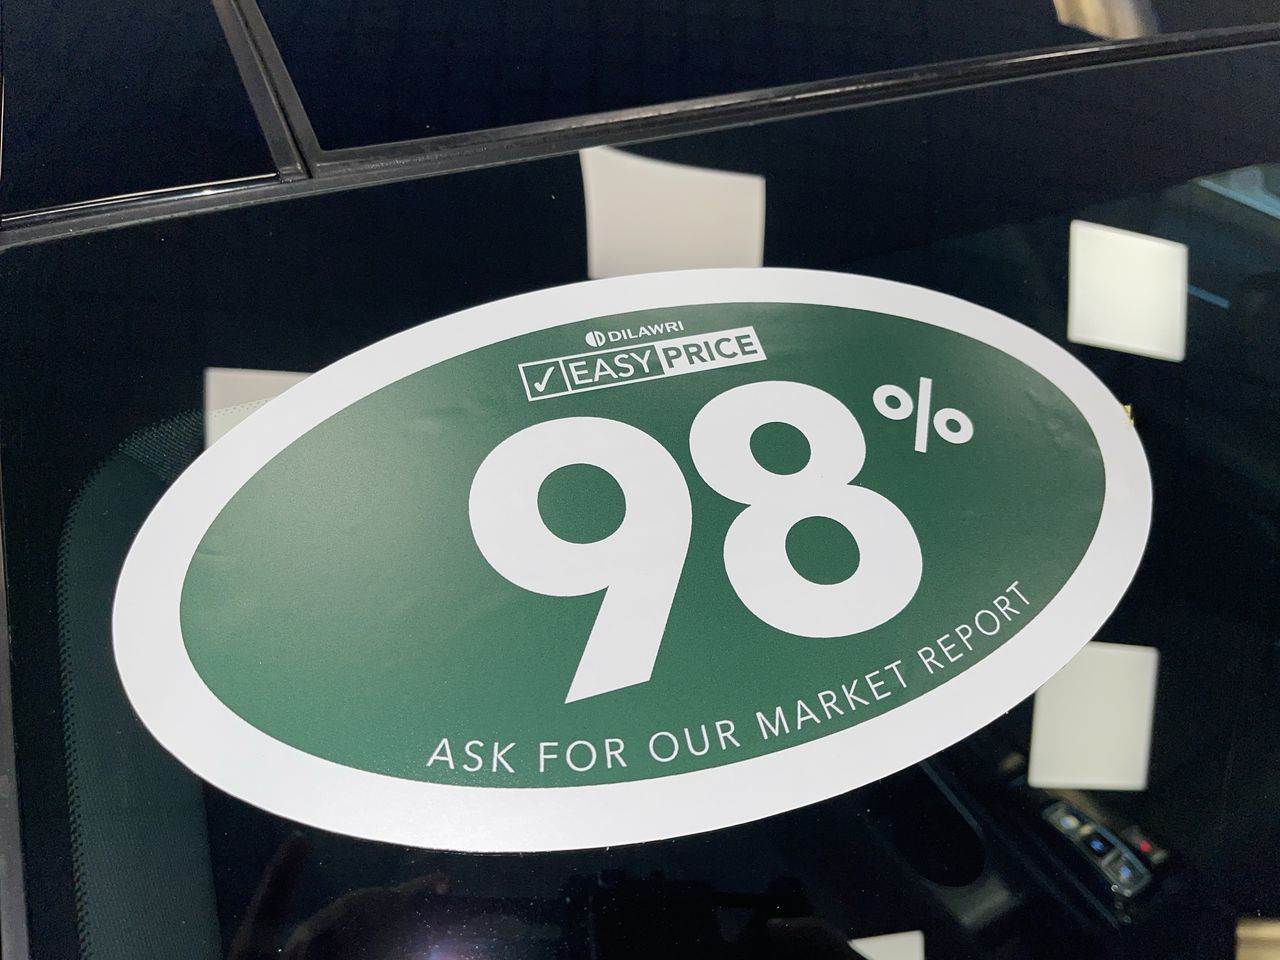 DILAWRI
✓ EASY PRICE
98%
ASK FOR OUR MARKET REPORT